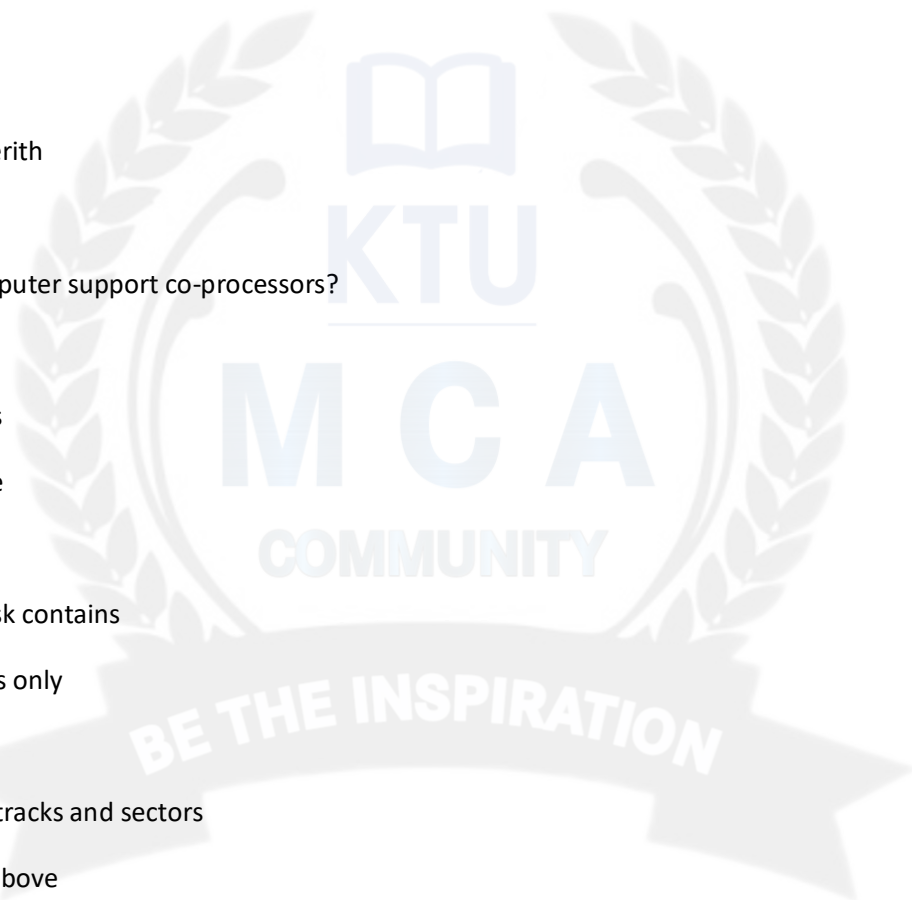 erith
KTU
puter support co-processors?
M C A
s
e
COMMUNITY
sk contains
s only
BE THE INSPIRATION
tracks and sectors
bove